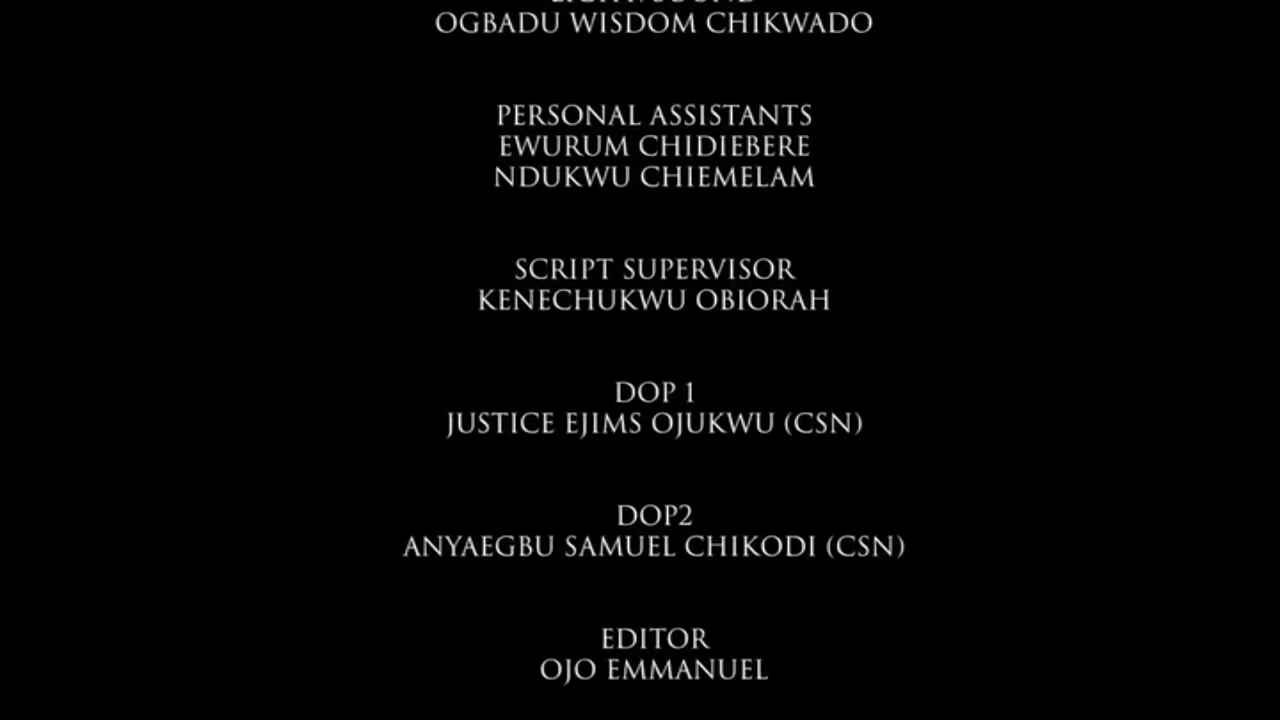 OGBADU WISDOM CHIKWADO
PERSONAL ASSISTANTS
EWURUM CHIDIEBERE
NDUKWU CHIEMELAM
SCRIPT SUPERVISOR
KENECHUKWU OBIORAH
DOP 1
JUSTICE EJIMS OJUKWU (CSN)
DOP2
ANYAEGBU SAMUEL CHIKODI (CSN)
EDITOR
OJO EMMANUEL